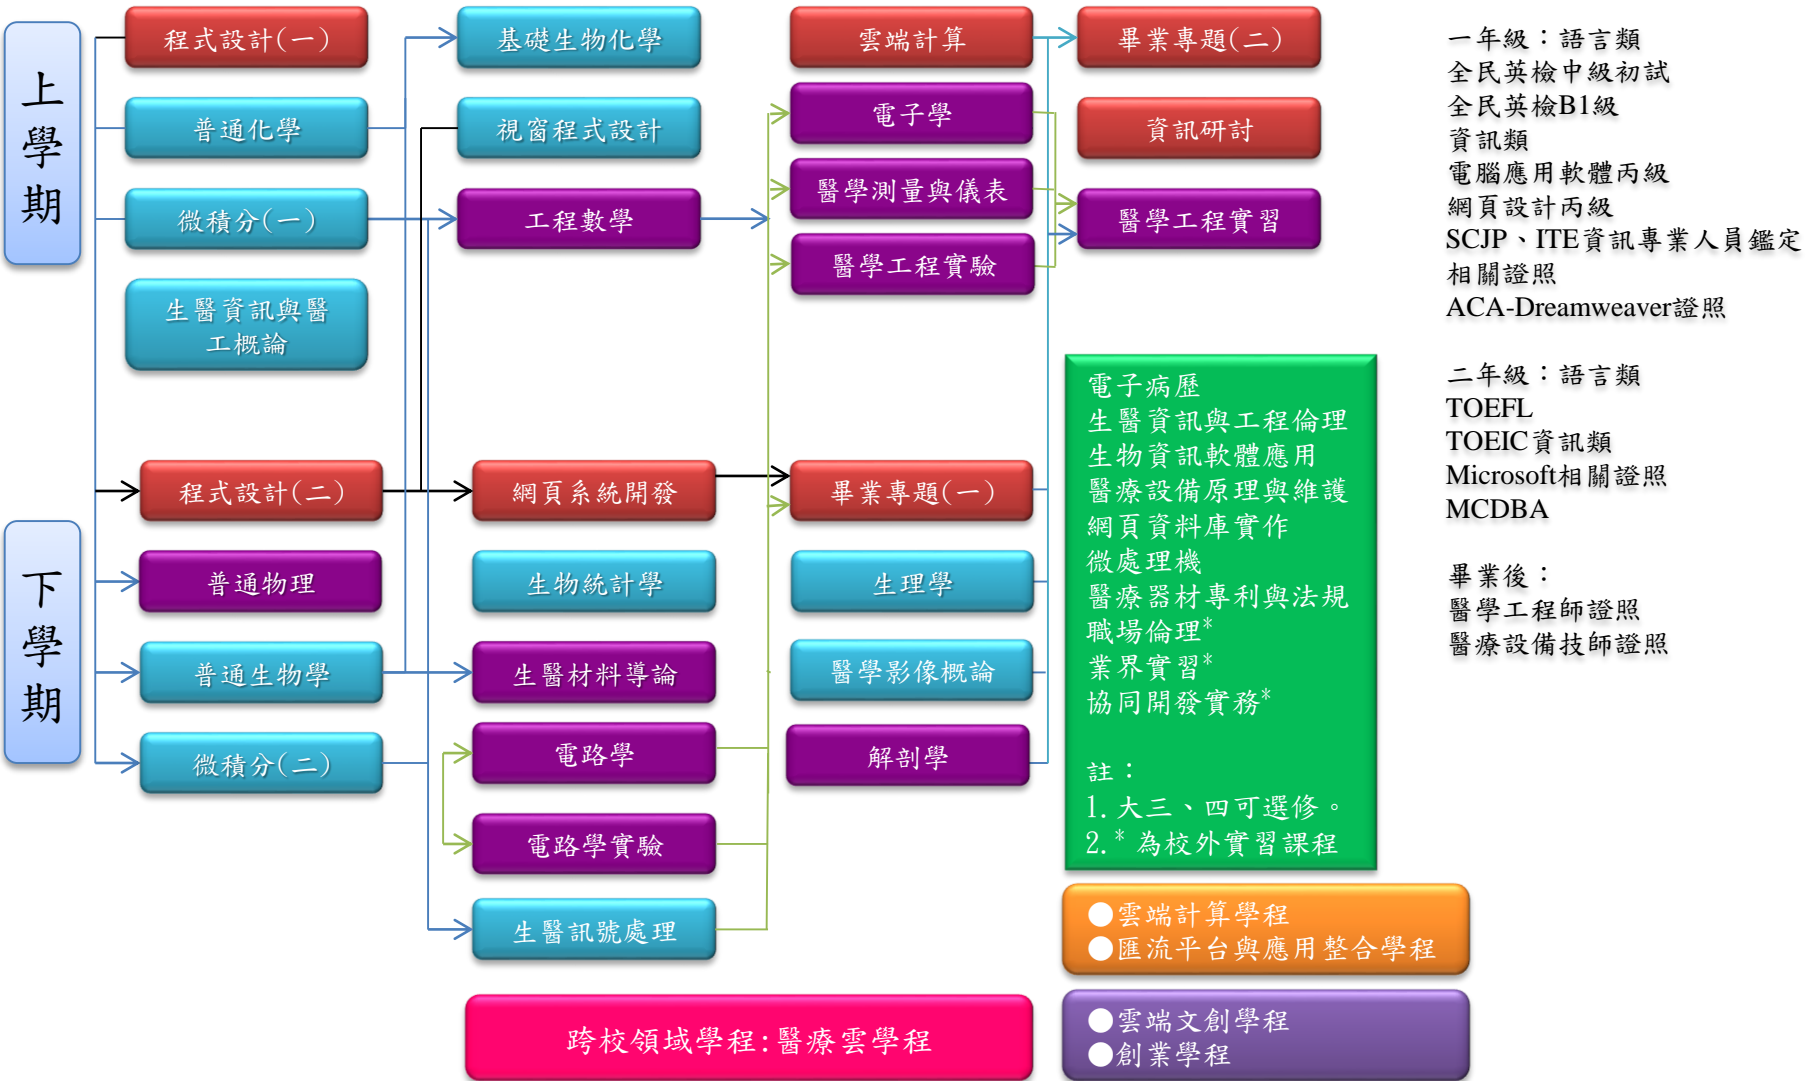 上學期
程式設計(一)
普通化學
微積分(一)
生醫資訊與醫
工概論
基礎生物化學
視窗程式設計
工程數學
雲端計算
電子學
醫學測量與儀表
醫學工程實驗
畢業專題(二)
資訊研討
醫學工程實習
下學期
程式設計(二)
普通物理
普通生物學
微積分(二)
網頁系統開發
生物統計學
生醫材料導論
電路學
電路學實驗
生醫訊號處理
畢業專題(一)
生理學
醫學影像概論
解剖學
電子病歷
生醫資訊與工程倫理
生物資訊軟體應用
醫療設備原理與維護
網頁資料庫實作
微處理機
醫療器材專利與法規
職場倫理*
業界實習*
協同開發實務*
註：
1.大三、四可選修。
2.* 為校外實習課程
●雲端計算學程
●匯流平台與應用整合學程
跨校領域學程:醫療雲學程
●雲端文創學程
●創業學程
一年級：語言類
全民英檢中級初試
全民英檢B1級
資訊類
電腦應用軟體丙級
網頁設計丙級
SCJP、ITE資訊專業人員鑑定
相關證照
ACA-Dreamweaver證照
二年級：語言類
TOEFL
TOEIC資訊類
Microsoft相關證照
MCDBA
畢業後：
醫學工程師證照
醫療設備技師證照